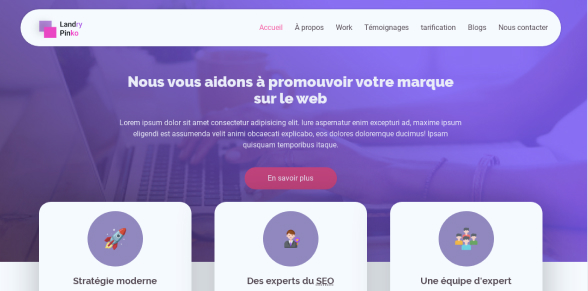 Landry
Pinko
Accueil À propos Work Témoignages tarification Blogs Nous contacter
Nous vous aidons à promouvoir votre marque
sur le web
Lorem ipsum dolor sit amet consectetur adipisicing elit. Iure aspernatur enim excepturi ad, maxime ipsum
eligendi est assumenda velit animi obcaecati explicabo, eos dolores doloremque ducimus! Ipsam
quisquam temporibus itaque.
En savoir plus
Stratégie moderne
Des experts du SEO
Une équipe d'expert